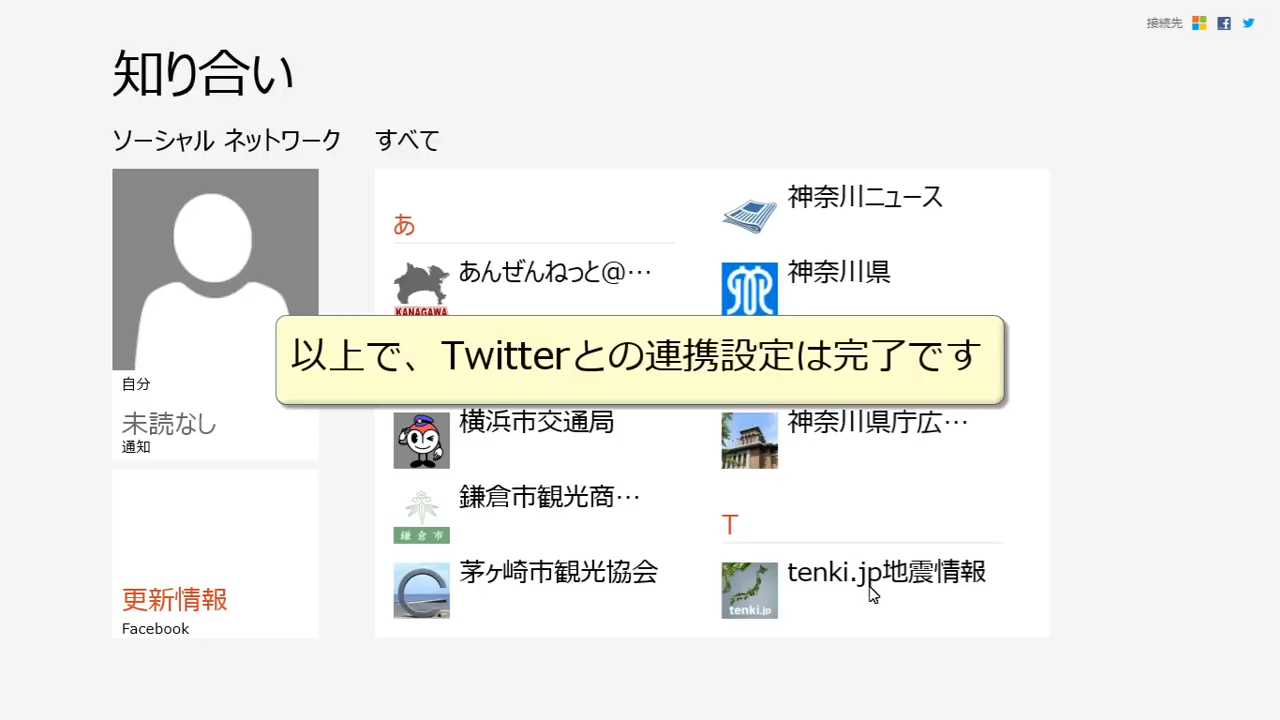 接続先
知り合い
ソーシャル ネットワーク
すべて
自分
未読なし
通知
更新情報
Facebook
あ
あんぜんねっと@…
KANAGAWA
以上で、Twitterとの連携設定は完了です
横浜市交通局
鎌倉市観光商…
鎌倉市
茅ヶ崎市観光協会
神奈川ニュース
神奈川県
神奈川県庁広…
T
tenki.jp地震情報
tenki.jp